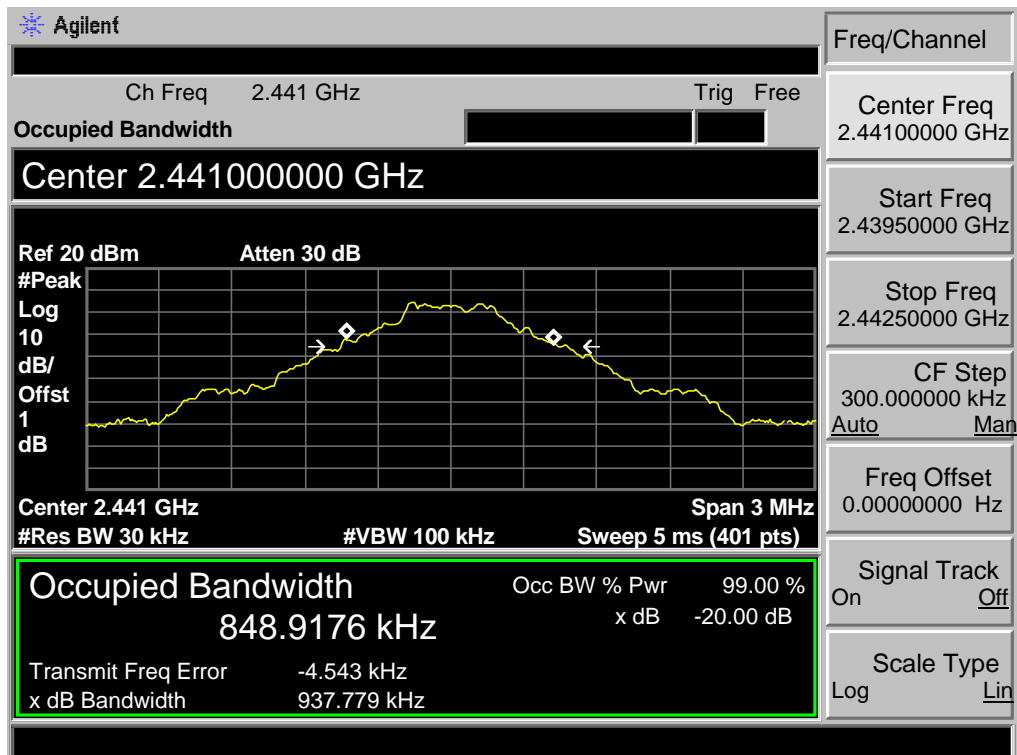 Agilent
Freq/Channel
Ch Freq 2.441 GHz Trig Free
Occupied Bandwidth
Center 2.441000000 GHz
Ref 20 dBm Atten 30 dB
#Peak
Log
10
dB/
Offst
1
dB
Center 2.441 GHz Span 3 MHz
#Res BW 30 kHz #VBW 100 kHz Sweep 5 ms (401 pts)
Occupied Bandwidth
848.9176 kHz
Occ BW % Pwr 99.00 %
x dB -20.00 dB
Transmit Freq Error -4.543 kHz
x dB Bandwidth 937.779 kHz
Center Freq
2.44100000 GHz
Start Freq
2.43950000 GHz
Stop Freq
2.44250000 GHz
CF Step
300.000000 kHz
Auto Man
Freq Offset
0.00000000 Hz
Signal Track
On Off
Scale Type
Log Lin